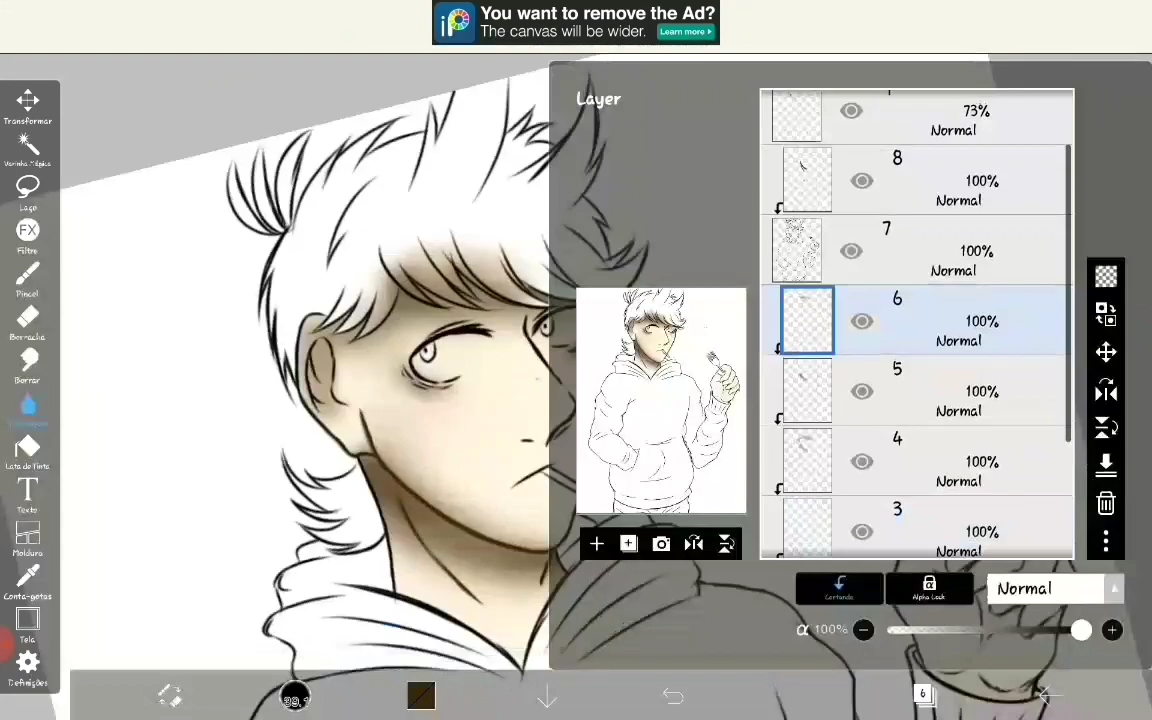 You want to remove the Ad?
The canvas will be wider.
Learn more
Layer
Transformar
Varinha Mágica
Laço
FX
Filtro
Pincel
Borracha
Borrar
Lata de Tinta
T
Texto
Moldura
Conta-gotas
Tela
Definições
73%
Normal
8
100%
Normal
7
100%
Normal
6
100%
Normal
5
100%
Normal
4
100%
Normal
3
100%
Normal
Cortando
Alpha Lock
Normal
α 100%
6